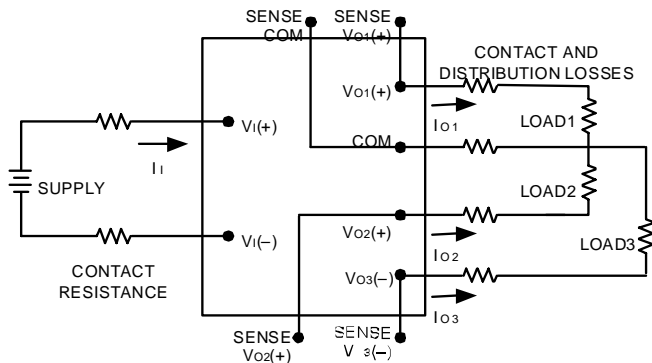 SENSE
COM
SENSE
VO1(+)
CONTACT AND
DISTRIBUTION LOSSES
VO1(+)
IO1
LOAD1
VI(+)
COM
II
SUPPLY
LOAD2
VI(-)
VO2(+)
IO2
LOAD3
CONTACT
RESISTANCE
VO3(-)
IO3
SENSE
VO2(+)
SENSE
V 3(-)